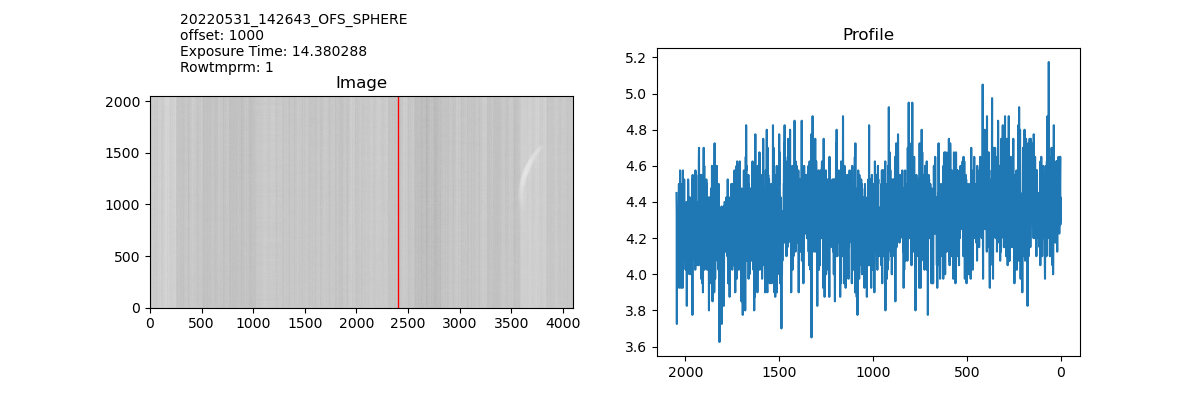 20220531_142643_OFS_SPHERE
offset: 1000
Exposure Time: 14.380288
Rowtmprm: 1
Image
2000
1500
1000
500
0
0 500 1000 1500 2000 2500 3000 3500 4000
Profile
5.2
5.0
4.8
4.6
4.4
4.2
4.0
3.8
3.6
2000 1500 1000 500 0